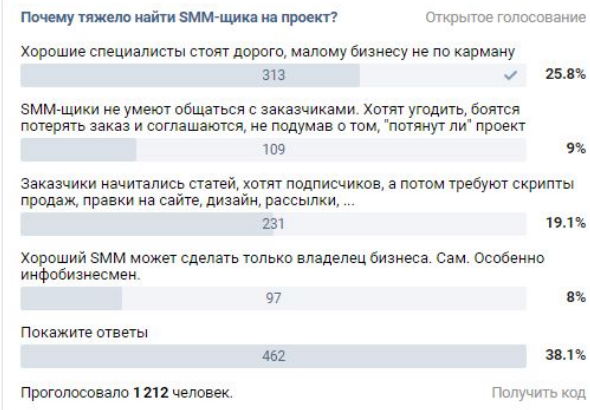 Почему тяжело найти SMM-щика на проект? Открытое голосование
Хорошие специалисты стоят дорого, малому бизнесу не по карману
313 25.8%
SMM-щики не умеют общаться с заказчиками. Хотят угодить, боятся
потерять заказ и соглашаются, не подумав о том, "потянут ли" проект
109 9%
Заказчики начитались статей, хотят подписчиков, а потом требуют скрипты
продаж, правки на сайте, дизайн, рассылки, ...
231 19.1%
Хороший SMM может сделать только владелец бизнеса. Сам. Особенно
инфобизнесмен.
97 8%
Покажите ответы
462 38.1%
Проголосовало 1 212 человек. Получить код